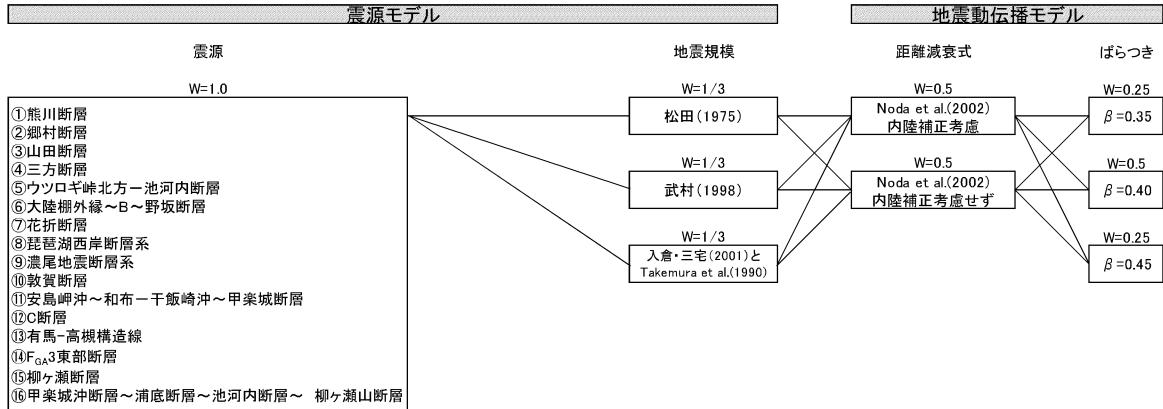 震源モデル
地震動伝播モデル
震源
地震規模
距離減衰式
ばらつき
W=1.0
①熊川断層
②郷村断層
③山田断層
④三方断層
⑤ウツロギ峠北方ー池河内断層
⑥大陸棚外縁～B～野坂断層
⑦花折断層
⑧琵琶湖西岸断層系
⑨濃尾地震断層系
⑩敦賀断層
⑪安島岬沖～和布ー干飯崎沖～甲楽城断層
⑫C断層
⑬有馬-高槻構造線
⑭FGA3東部断層
⑮柳ヶ瀬断層
⑯甲楽城沖断層～浦底断層～池河内断層～ 柳ヶ瀬山断層
W=1/3
松田(1975)
W=1/3
武村(1998)
W=1/3
入倉・三宅(2001)と
Takemura et al.(1990)
W=0.5
Noda et al.(2002)
内陸補正考慮
W=0.5
Noda et al.(2002)
内陸補正考慮せず
W=0.25
β=0.35
W=0.5
β=0.40
W=0.25
β=0.45